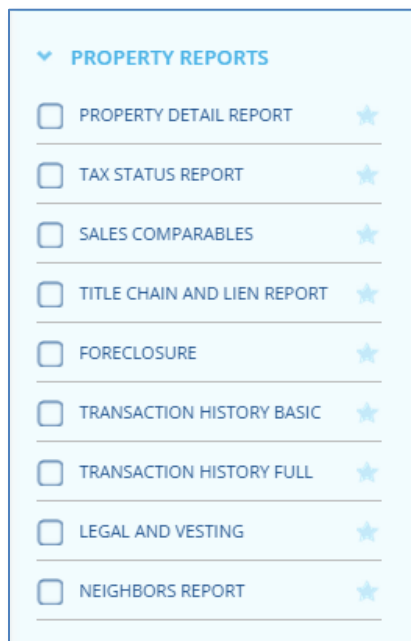 PROPERTY REPORTS
PROPERTY DETAIL REPORT
TAX STATUS REPORT
SALES COMPARABLES
TITLE CHAIN AND LIEN REPORT
FORECLOSURE
TRANSACTION HISTORY BASIC
TRANSACTION HISTORY FULL
LEGAL AND VESTING
NEIGHBORS REPORT